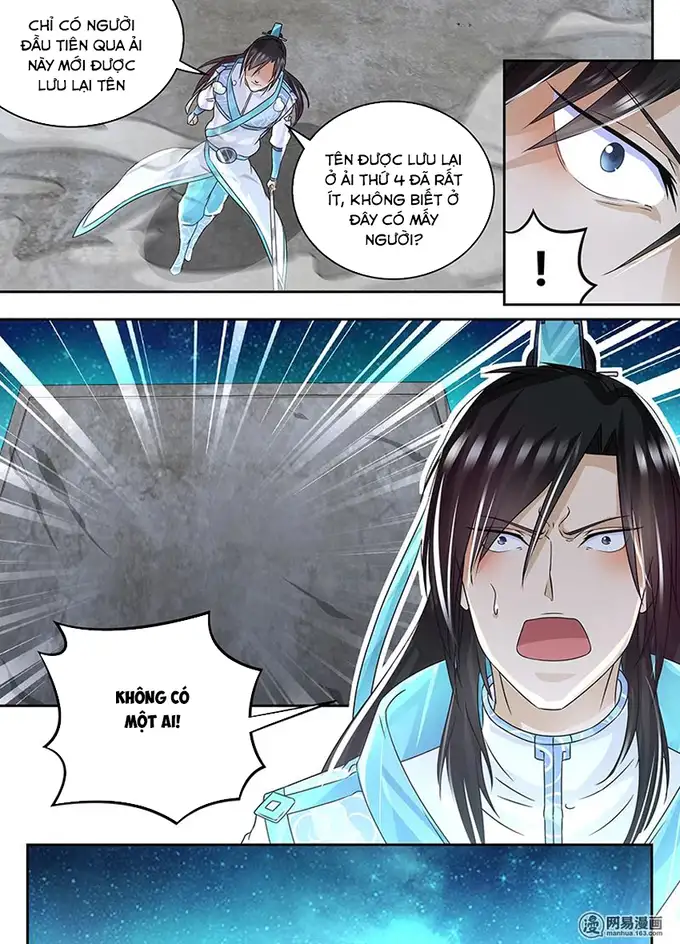 CHỈ CÓ NGƯỜI
ĐẦU TIÊN QUA ẢI
NÀY MỚI ĐƯỢC
LƯU LẠI TÊN
TÊN ĐƯỢC LƯU LẠI
Ở ẢI THỨ 4 ĐÃ RẤT
ÍT, KHÔNG BIẾT Ở
ĐÂY CÓ MẤY
NGƯỜI?
!
KHÔNG CÓ
MỘT AI!
漫 网易漫画
manhua.163.com